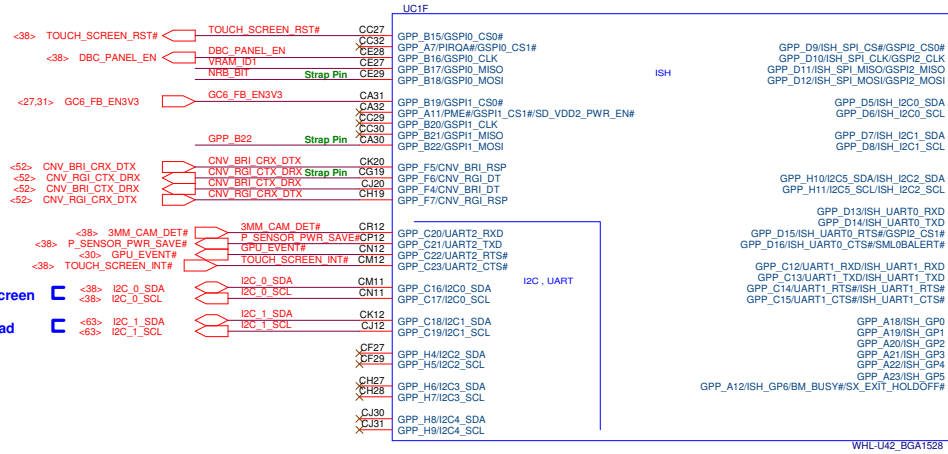 UC1F
<38> TOUCH_SCREEN_RST# TOUCH_SCREEN_RST# CC27 GPP_B15/GSPI0_CS0#
CC32 GPP_A7/PIRQA#/GSPI0_CS1# GPP_D9/ISH_SPI_CS#/GSPI2_CS0#
<38> DBC_PANEL_EN DBC_PANEL_EN CE28 GPP_B16/GSPI0_CLK GPP_D10/ISH_SPI_CLK/GSPI2_CLK
VRAM_ID1 CE27 GPP_B17/GSPI0_MISO ISH GPP_D11/ISH_SPI_MISO/GSPI2_MISO
NRB_BIT Strap Pin CE29 GPP_B18/GSPI0_MOSI GPP_D12/ISH_SPI_MOSI/GSPI2_MOSI
<27,31> GC6_FB_EN3V3 GC6_FB_EN3V3 CA31 GPP_B19/GSPI1_CS0# GPP_D5/ISH_I2C0_SDA
CA32 GPP_A11/PME#/GSPI1_CS1#/SD_VDD2_PWR_EN# GPP_D6/ISH_I2C0_SCL
CC29 GPP_B20/GSPI1_CLK
CC30 GPP_B21/GSPI1_MISO GPP_D7/ISH_I2C1_SDA
GPP_B22 Strap Pin CA30 GPP_B22/GSPI1_MOSI GPP_D8/ISH_I2C1_SCL
<52> CNV_BRI_CRX_DTX CNV_BRI_CRX_DTX CK20 GPP_F5/CNV_BRI_RSP
<52> CNV_RGI_CTX_DRX CNV_RGI_CTX_DRX Strap Pin CG19 GPP_F6/CNV_RGI_DT GPP_H10/I2C5_SDA/ISH_I2C2_SDA
<52> CNV_BRI_CTX_DRX CNV_BRI_CTX_DRX CJ20 GPP_F4/CNV_BRI_DT GPP_H11/I2C5_SCL/ISH_I2C2_SCL
<52> CNV_RGI_CRX_DTX CNV_RGI_CRX_DTX CH19 GPP_F7/CNV_RGI_RSP
GPP_D13/ISH_UART0_RXD
GPP_D14/ISH_UART0_TXD
<38> 3MM_CAM_DET# 3MM_CAM_DET# CR12 GPP_C20/UART2_RXD GPP_D15/ISH_UART0_RTS#/GSPI2_CS1#
<38> P_SENSOR_PWR_SAVE# P_SENSOR_PWR_SAVE# CP12 GPP_C21/UART2_TXD GPP_D16/ISH_UART0_CTS#/SML0BALERT#
<30> GPU_EVENT# GPU_EVENT# CN12 GPP_C22/UART2_RTS#
<38> TOUCH_SCREEN_INT# TOUCH_SCREEN_INT# CM12 GPP_C23/UART2_CTS# GPP_C12/UART1_RXD/ISH_UART1_RXD
I2C , UART GPP_C13/UART1_TXD/ISH_UART1_TXD
creen <38> I2C_0_SDA I2C_0_SDA CM11 GPP_C16/I2C0_SDA GPP_C14/UART1_RTS#/ISH_UART1_RTS#
<38> I2C_0_SCL I2C_0_SCL CN11 GPP_C17/I2C0_SCL GPP_C15/UART1_CTS#/ISH_UART1_CTS#
ad <63> I2C_1_SDA I2C_1_SDA CK12 GPP_C18/I2C1_SDA GPP_A18/ISH_GP0
<63> I2C_1_SCL I2C_1_SCL CJ12 GPP_C19/I2C1_SCL GPP_A19/ISH_GP1
GPP_A20/ISH_GP2
CF27 GPP_H4/I2C2_SDA GPP_A21/ISH_GP3
CF29 GPP_H5/I2C2_SCL GPP_A22/ISH_GP4
GPP_A23/ISH_GP5
CH27 GPP_H6/I2C3_SDA GPP_A12/ISH_GP6/BM_BUSY#/SX_EXIT_HOLDOFF#
CH28 GPP_H7/I2C3_SCL
CJ30 GPP_H8/I2C4_SDA
CJ31 GPP_H9/I2C4_SCL
WHL-U42_BGA1528